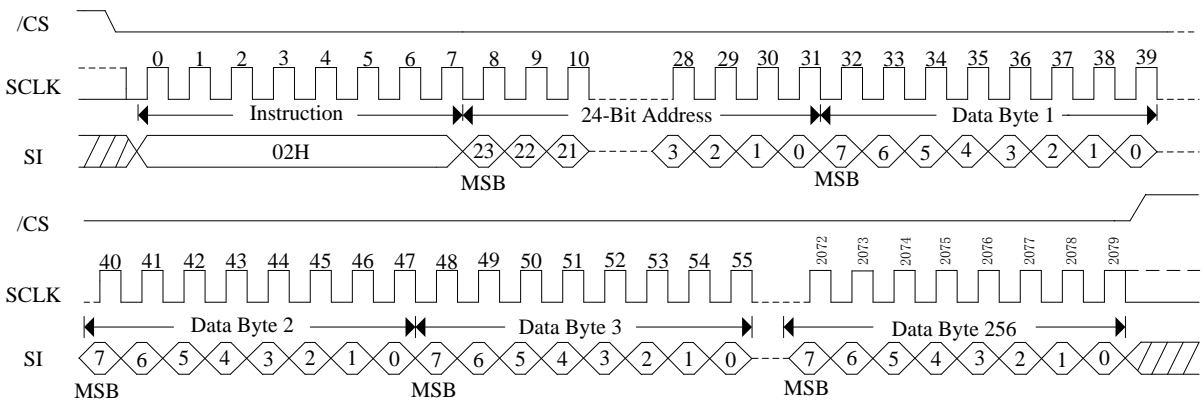 /CS
0 1 2 3 4 5 6 7 8 9 10 28 29 30 31 32 33 34 35 36 37 38 39
SCLK
Instruction 24-Bit Address Data Byte 1
SI 02H 23 22 21 3 2 1 0 7 6 5 4 3 2 1 0
MSB MSB
/CS
40 41 42 43 44 45 46 47 48 49 50 51 52 53 54 55 2072 2073 2074 2075 2076 2077 2078 2079
SCLK
Data Byte 2 Data Byte 3 Data Byte 256
SI 7 6 5 4 3 2 1 0 7 6 5 4 3 2 1 0 7 6 5 4 3 2 1 0
MSB MSB MSB